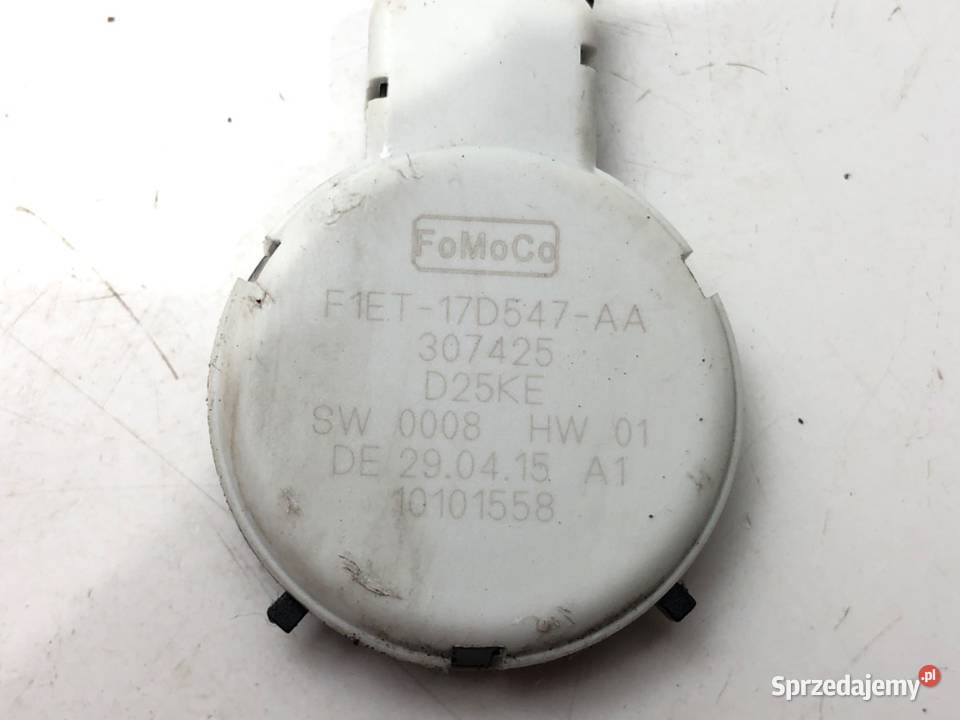 FoMoCo
F1ET-17D547-AA
307425
D25KE
SW 0008 HW 01
DE 29.04.15 A1
10101558
Sprzedajemy.pl